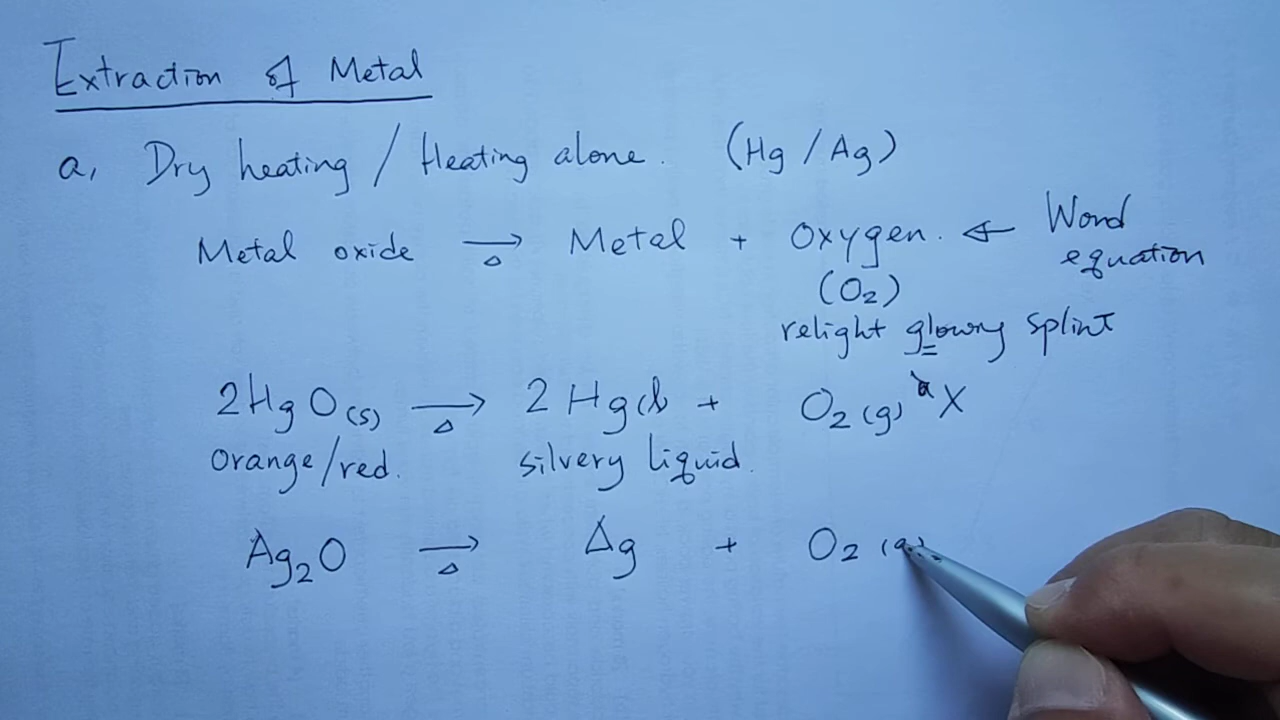 Extraction of Metal
a, Dry heating / Heating alone. (Hg / Ag)
Metal oxide → Metal + Oxygen. ← Word equation
Δ
(O2)
relight glowing splint
2HgO(s) → 2Hg(l) + O2(g) X
Δ
orange/red. silvery liquid.
Ag2O → Ag + O2(g)
Δ